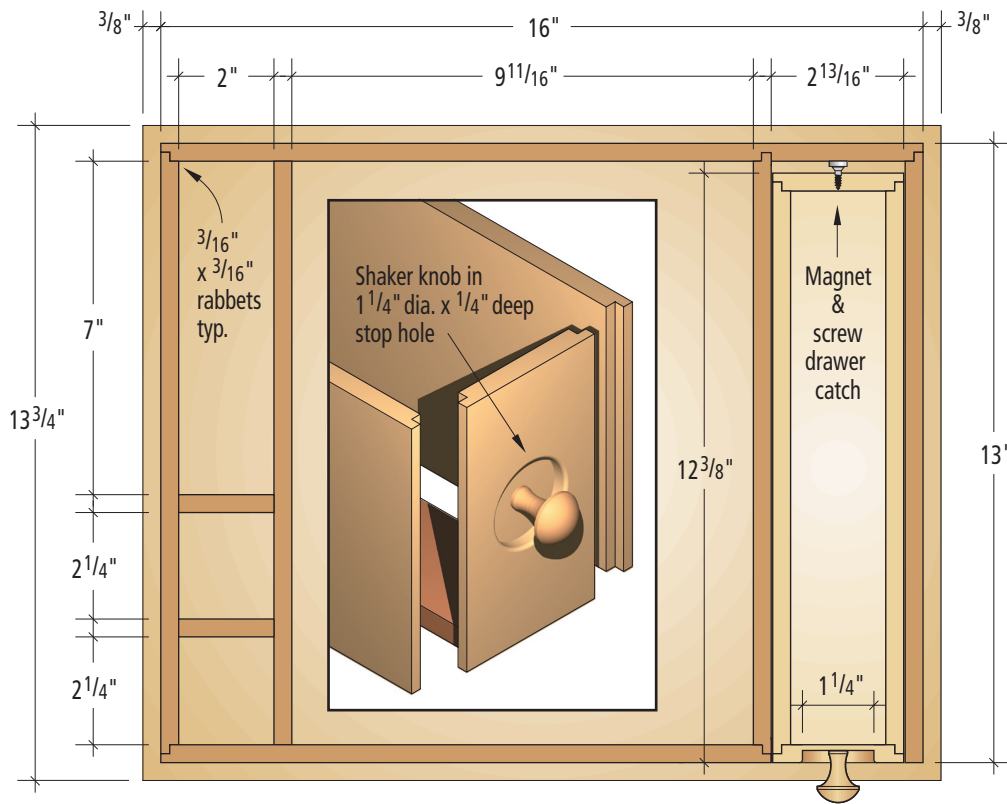 3/8"
16"
3/8"
2"
9 11/16"
2 13/16"
3/16"
x 3/16"
rabbets
typ.
Shaker knob in
1 1/4" dia. x 1/4" deep
stop hole
Magnet
&
screw
drawer
catch
7"
13 3/4"
12 3/8"
13"
2 1/4"
2 1/4"
1 1/4"